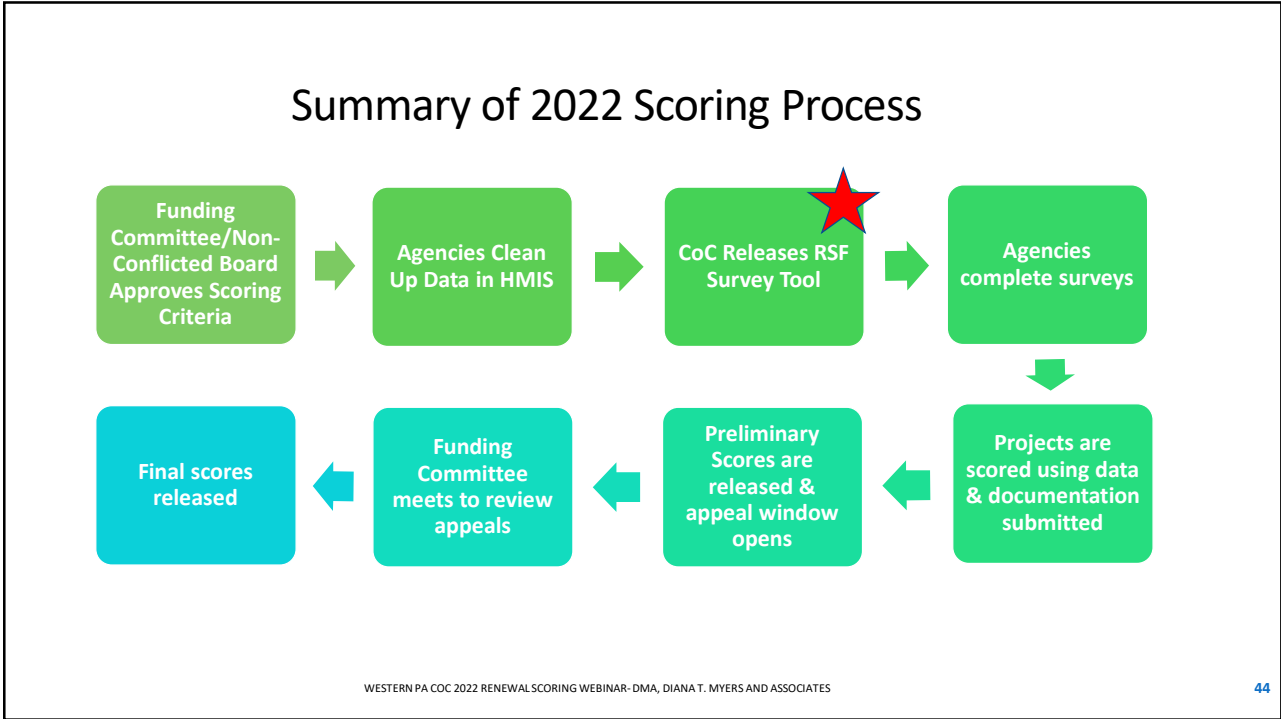 Summary of 2022 Scoring Process
Funding
Committee/Non-
Conflicted Board
Approves Scoring
Criteria
Agencies Clean
Up Data in HMIS
CoC Releases RSF
Survey Tool
Agencies
complete surveys
Projects are
scored using data
& documentation
submitted
Preliminary
Scores are
released &
appeal window
opens
Funding
Committee
meets to review
appeals
Final scores
released
WESTERN PA COC 2022 RENEWAL SCORING WEBINAR- DMA, DIANA T. MYERS AND ASSOCIATES
44